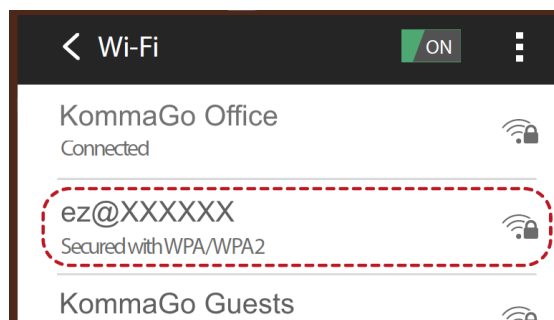 Wi-Fi
ON
KommaGo Office
Connected
ez@XXXXXX
Secured with WPA/WPA2
KommaGo Guests